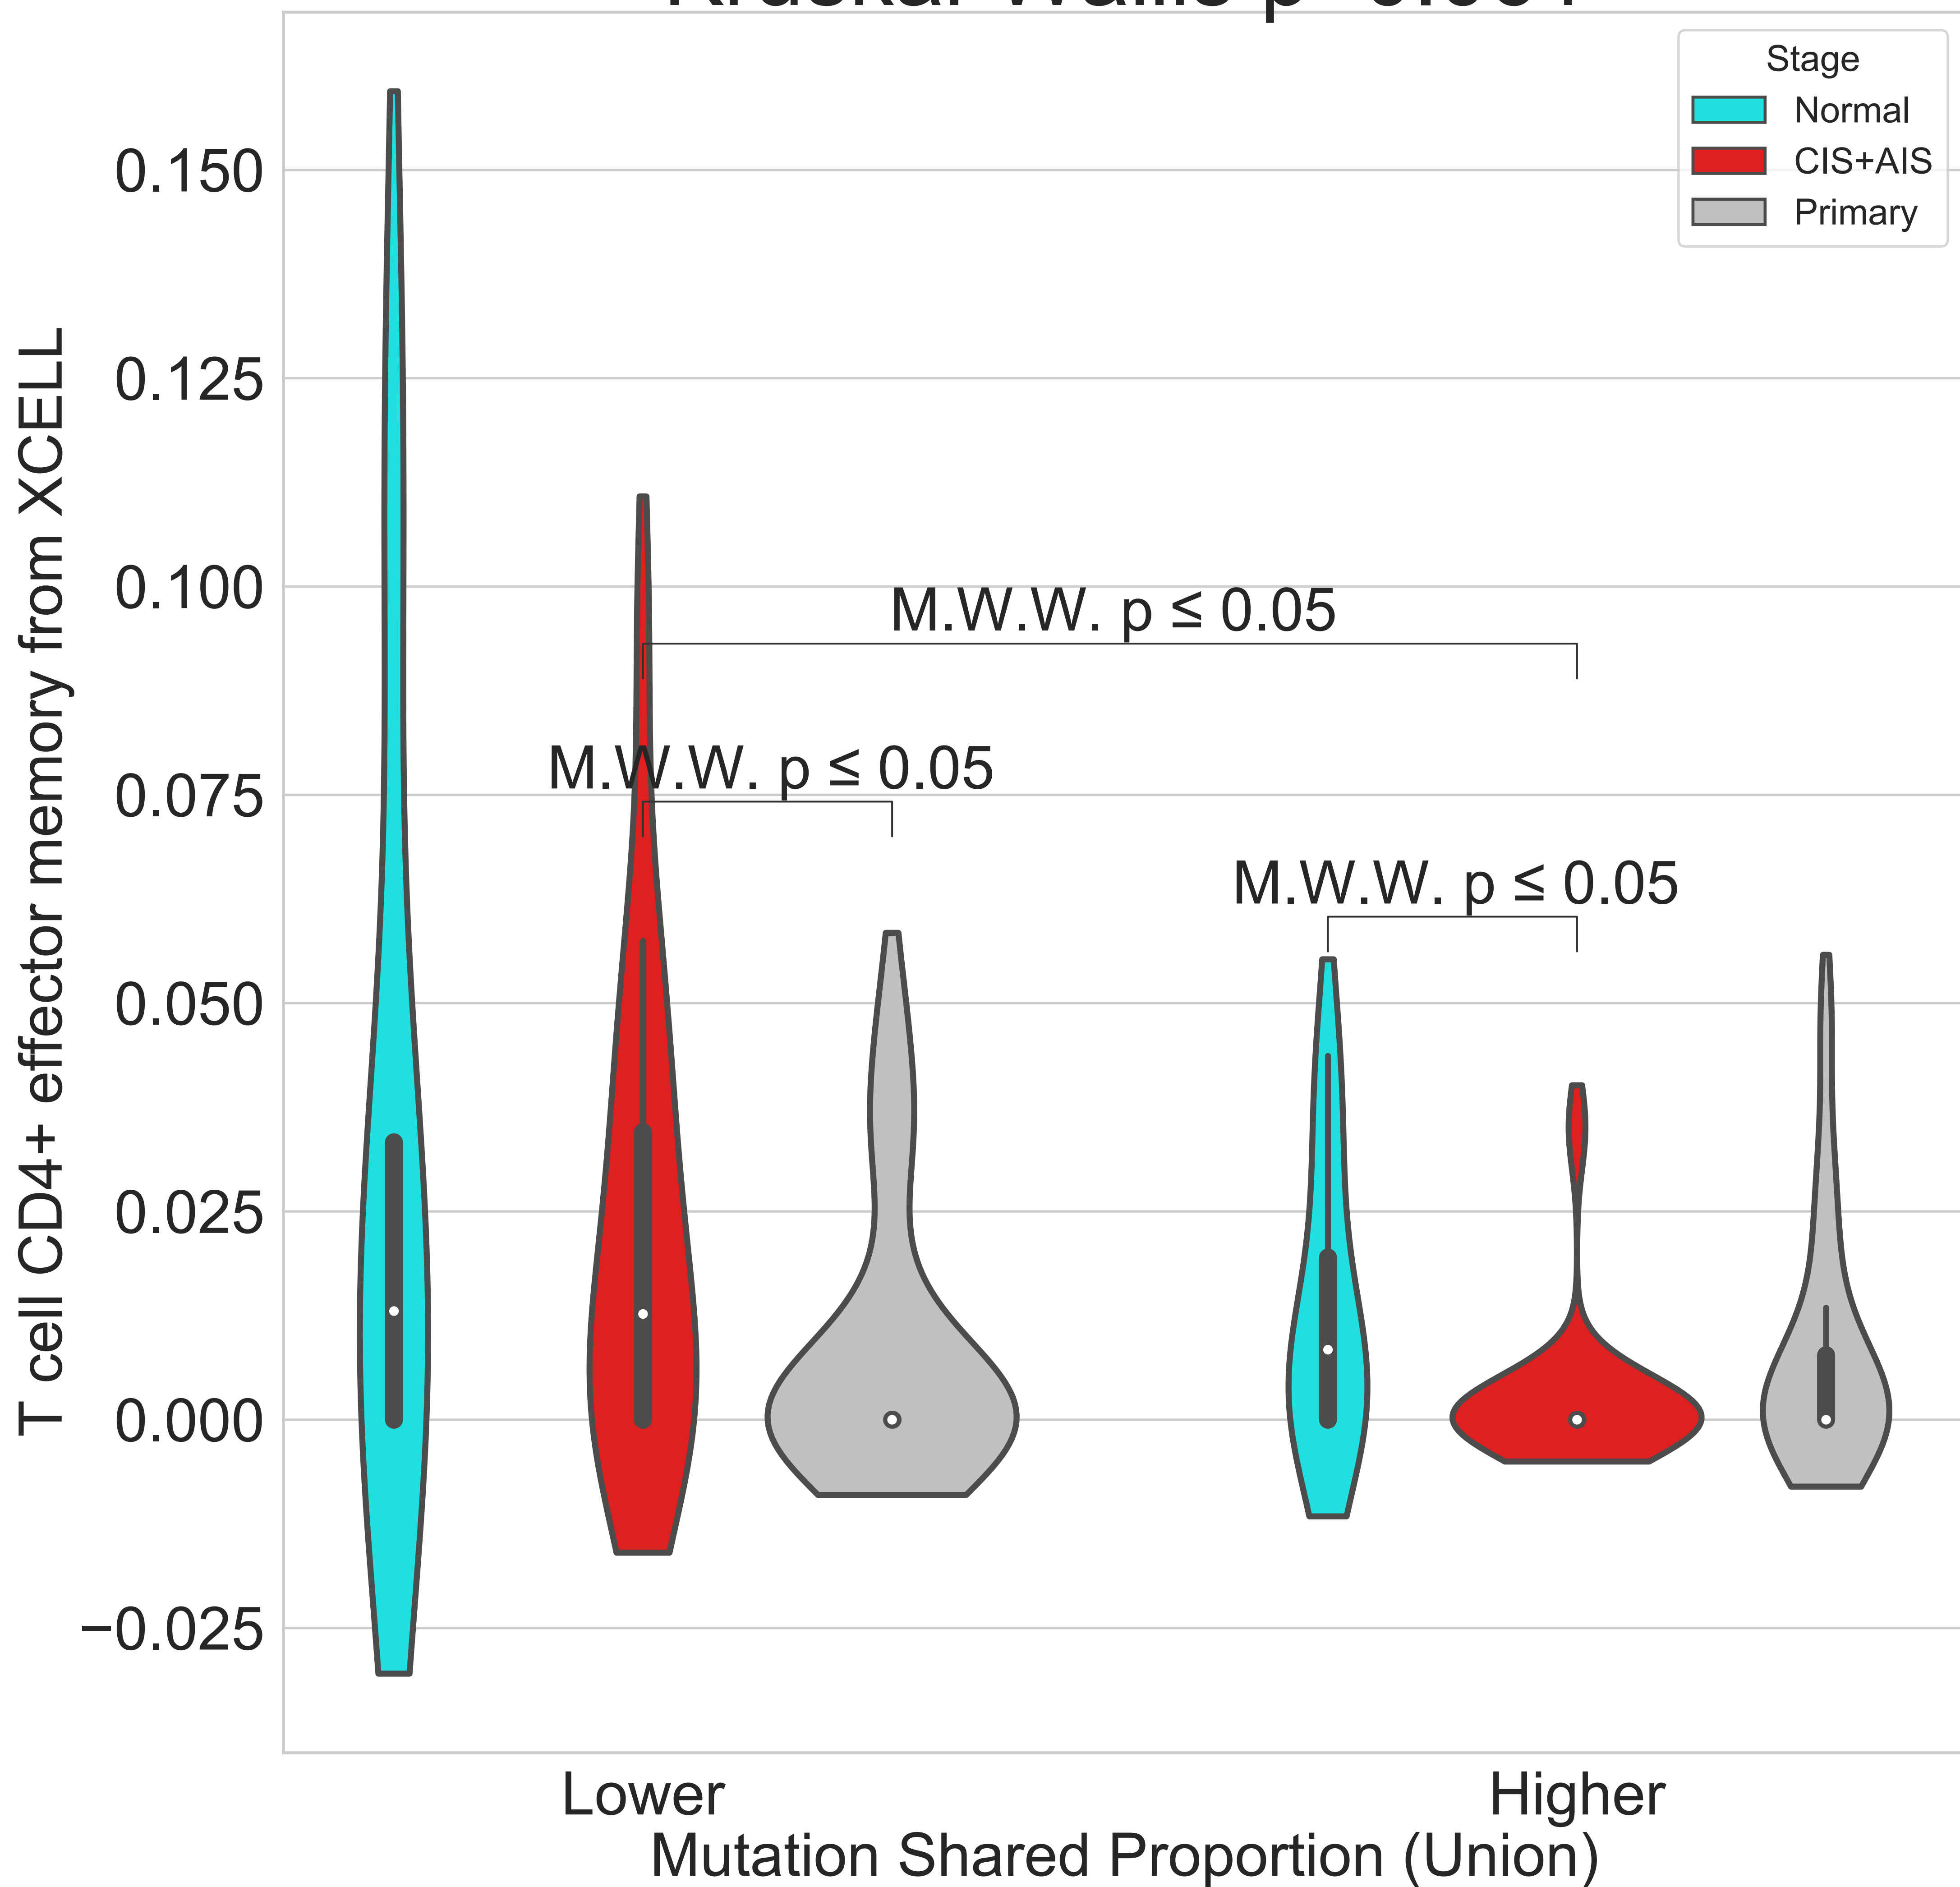 Stage
Normal
CIS+AIS
Primary
T cell CD4+ effector memory from XCELL
0.150
0.125
0.100
0.075
0.050
0.025
0.000
−0.025
M.W.W. p ≤ 0.05
M.W.W. p ≤ 0.05
M.W.W. p ≤ 0.05
Lower
Higher
Mutation Shared Proportion (Union)